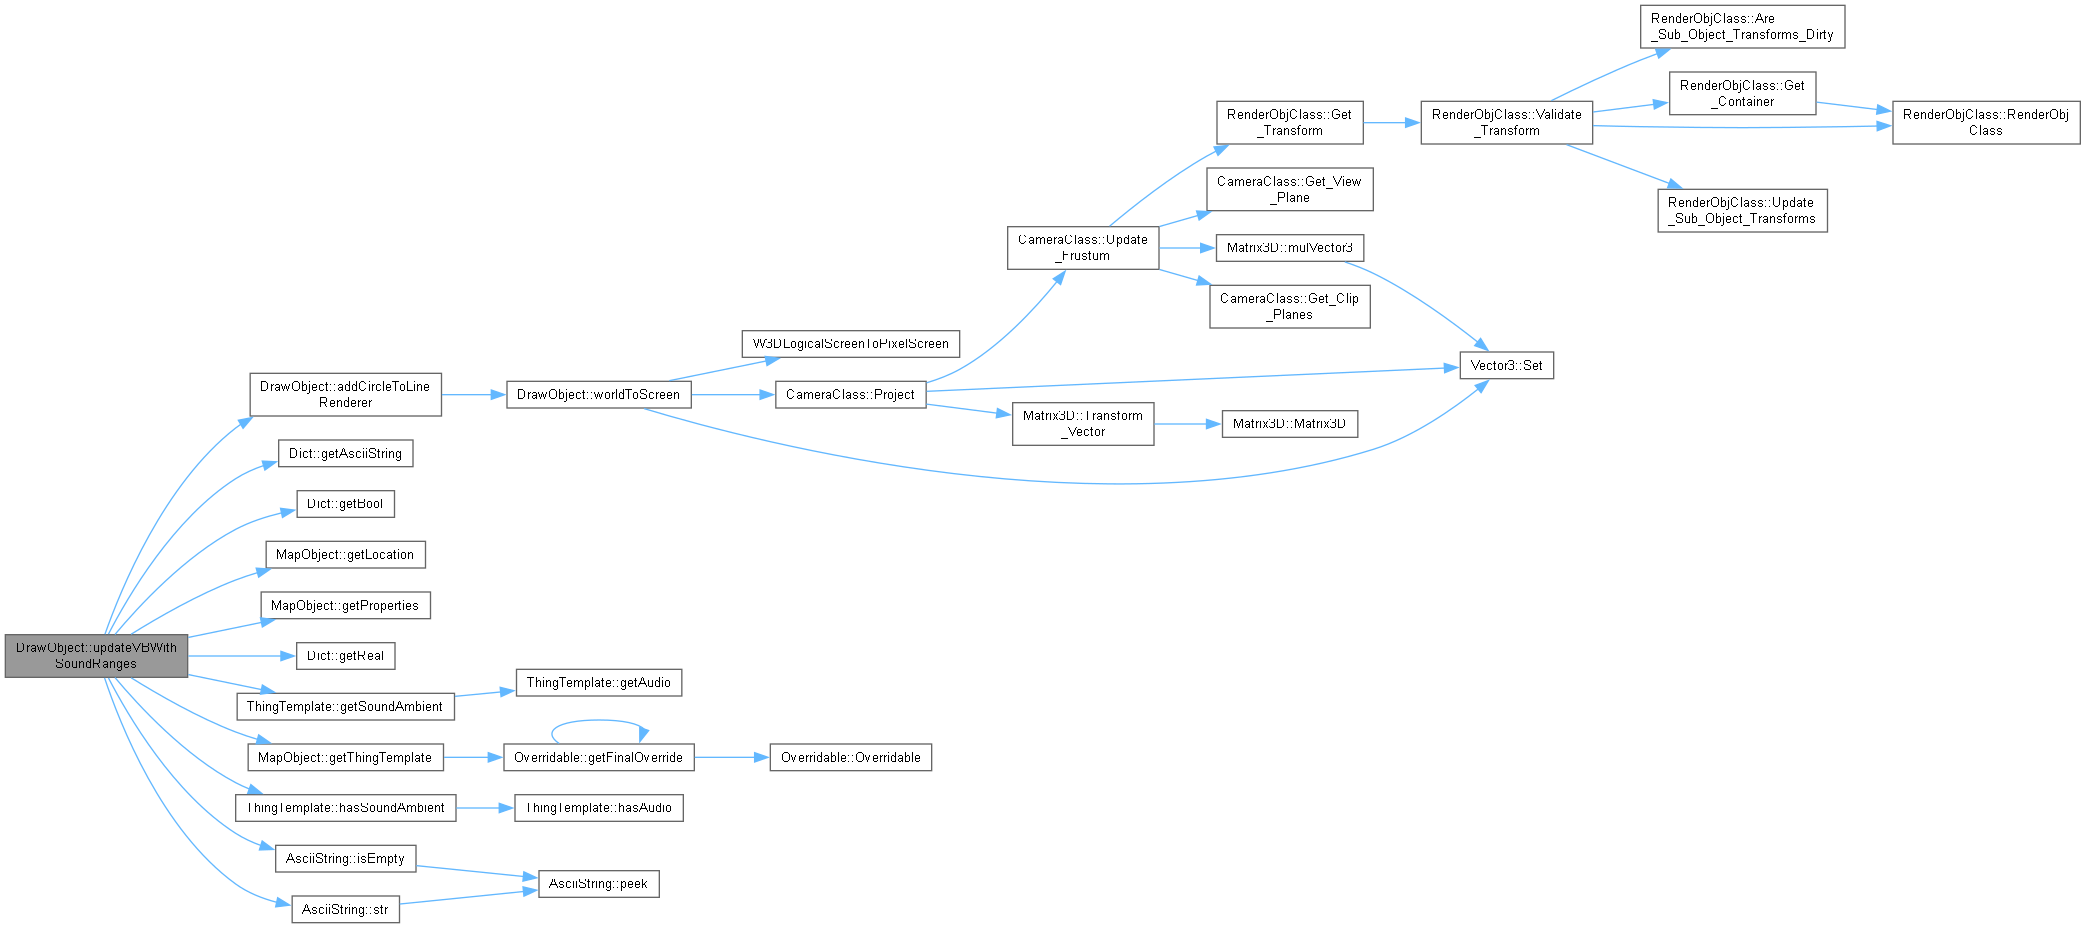 RenderObjClass::Are
_Sub_Object_Transforms_Dirty
RenderObjClass::Get
_Container
RenderObjClass::Get
_Transform
RenderObjClass::Validate
_Transform
RenderObjClass::RenderObj
Class
CameraClass::Get_View
_Plane
RenderObjClass::Update
_Sub_Object_Transforms
CameraClass::Update
_Frustum
Matrix3D::mulVector3
CameraClass::Get_Clip
_Planes
W3DLogicalScreenToPixelScreen
Vector3::Set
DrawObject::addCircleToLine
Renderer
DrawObject::worldToScreen
CameraClass::Project
Matrix3D::Transform
_Vector
Matrix3D::Matrix3D
Dict::getAsciiString
Dict::getBool
MapObject::getLocation
MapObject::getProperties
DrawObject::updateVBWith
SoundRanges
Dict::getReal
ThingTemplate::getSoundAmbient
ThingTemplate::getAudio
MapObject::getThingTemplate
Overridable::getFinalOverride
Overridable::Overridable
ThingTemplate::hasSoundAmbient
ThingTemplate::hasAudio
AsciiString::isEmpty
AsciiString::peek
AsciiString::str